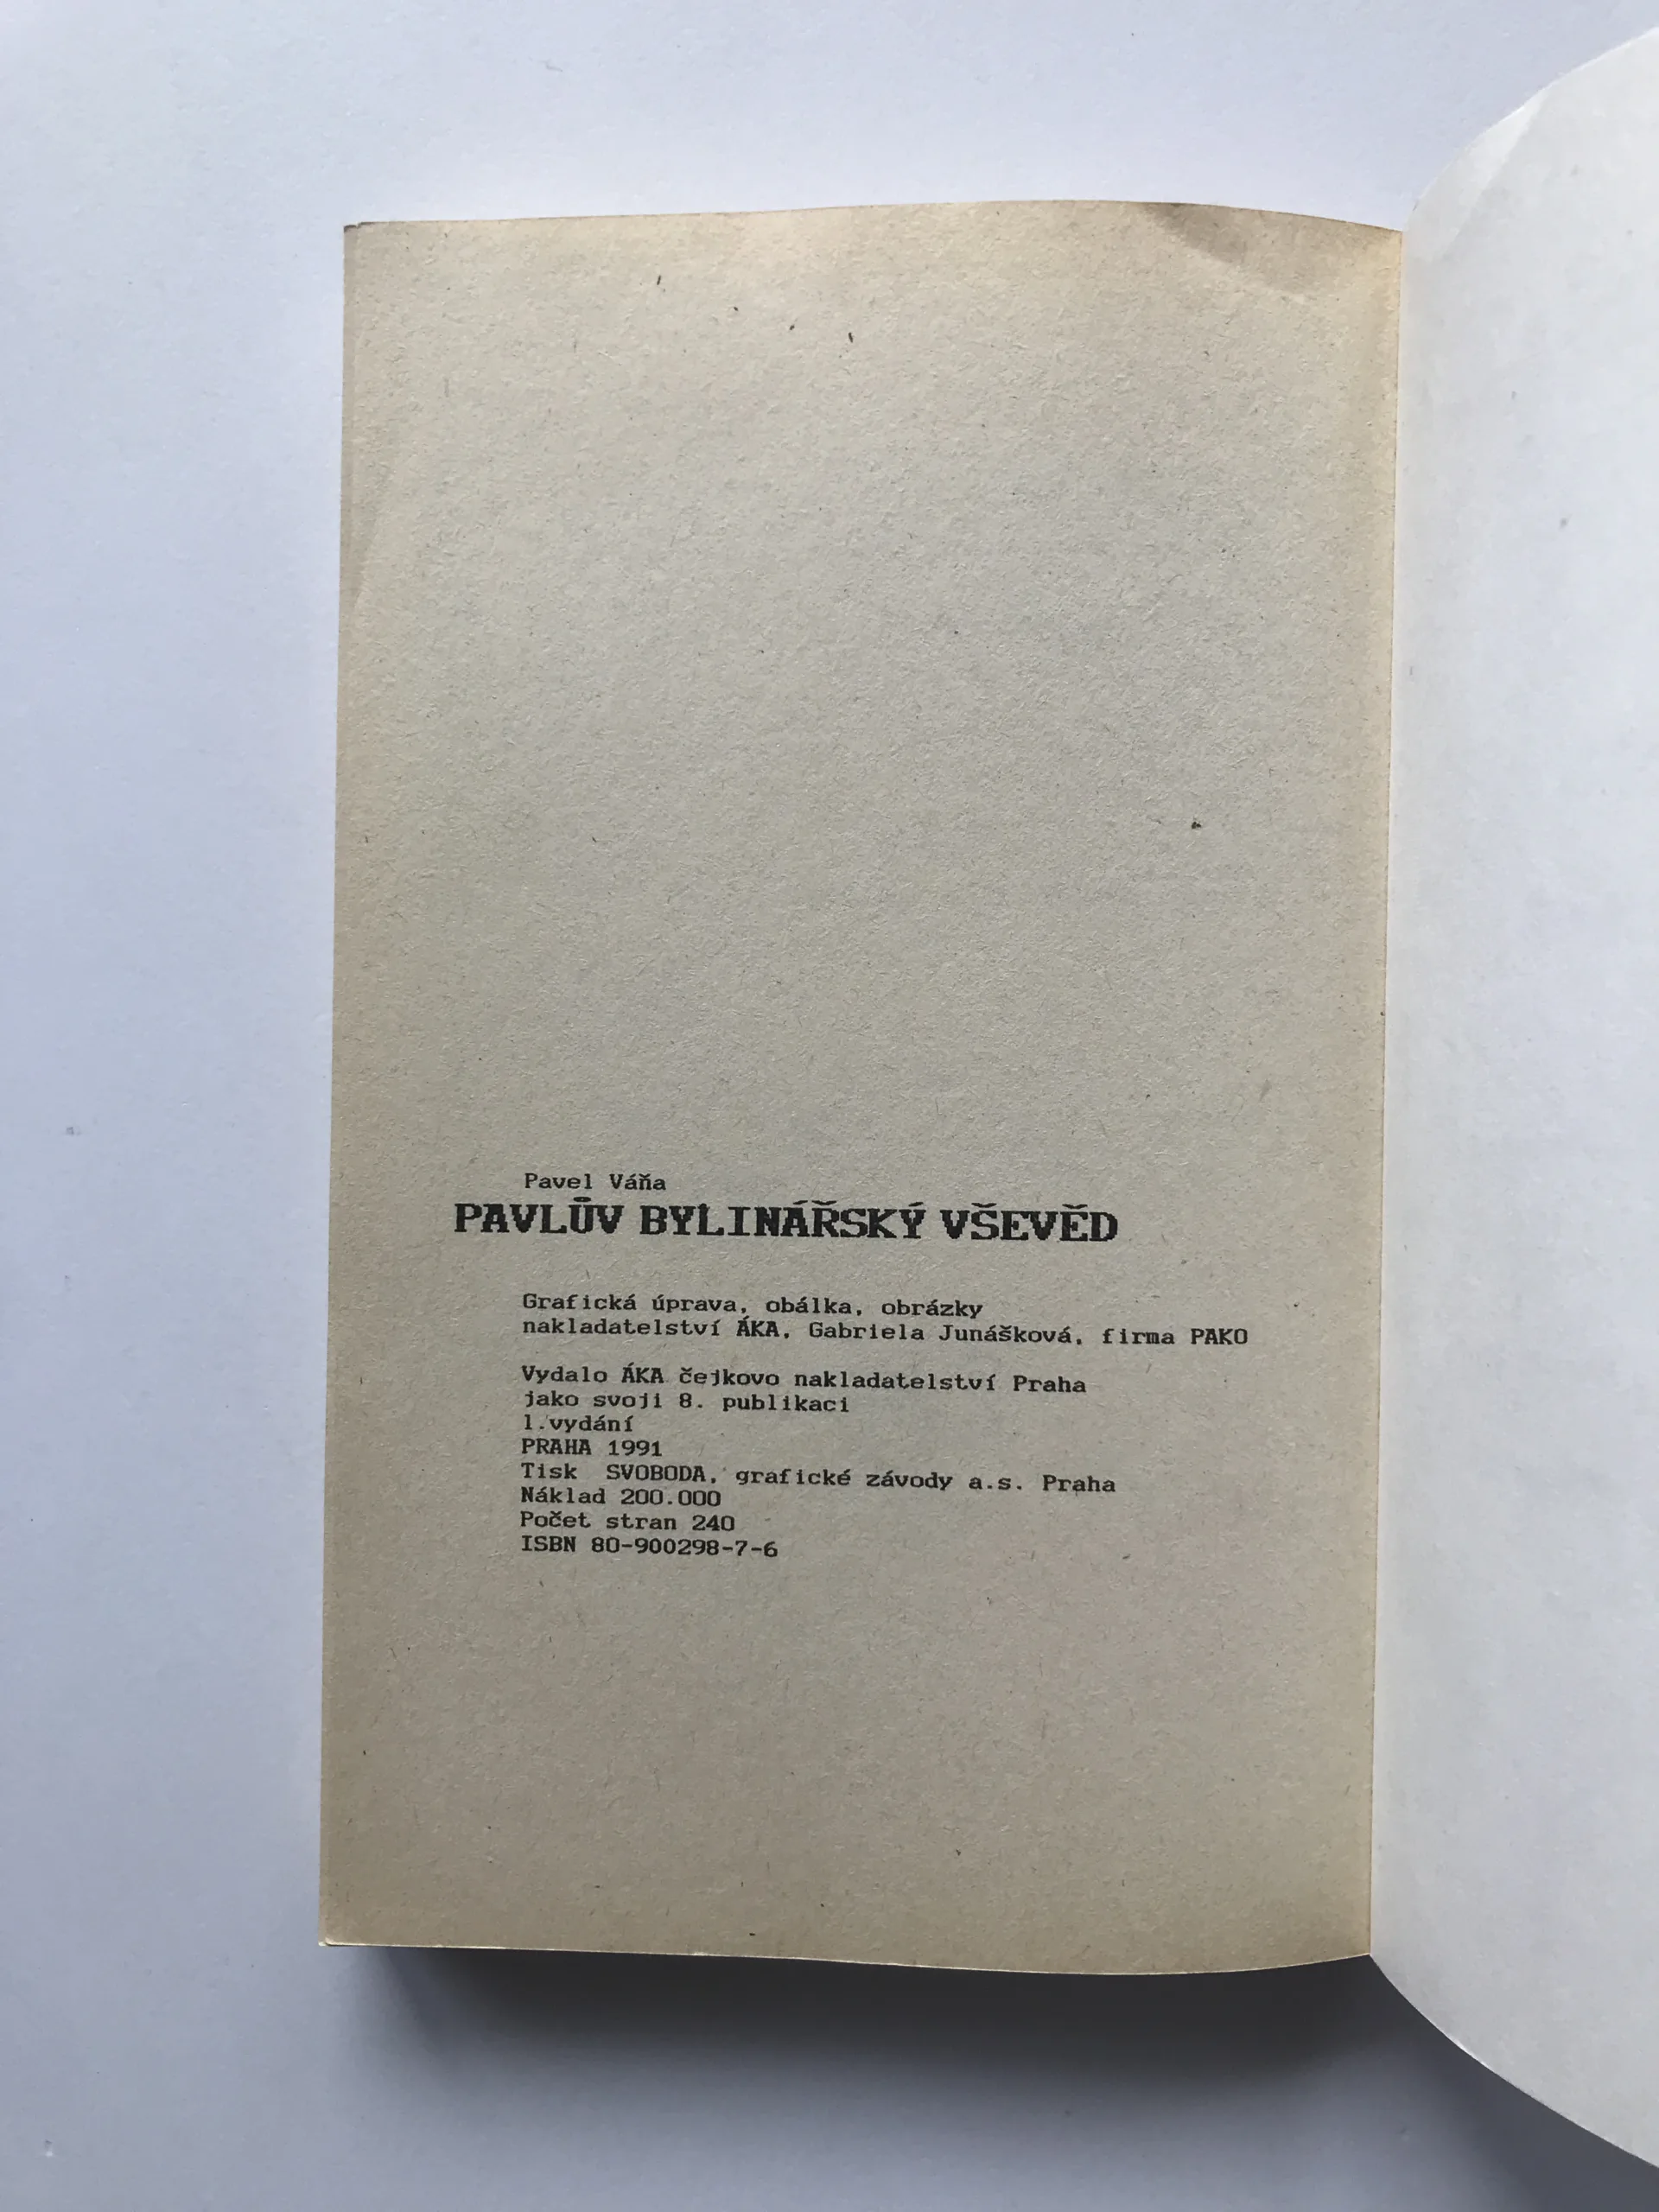 Pavel Váňa
PAVLŮV BYLINÁŘSKÝ VŠEVĚD
Grafická úprava, obálka, obrázky
nakladatelství ÁKA, Gabriela Junášková, firma PAKO
Vydalo ÁKA čejkovo nakladatelství Praha
jako svoji 8. publikaci
1.vydání
PRAHA 1991
Tisk SVOBODA, grafické závody a.s. Praha
Náklad 200.000
Počet stran 240
ISBN 80-900298-7-6